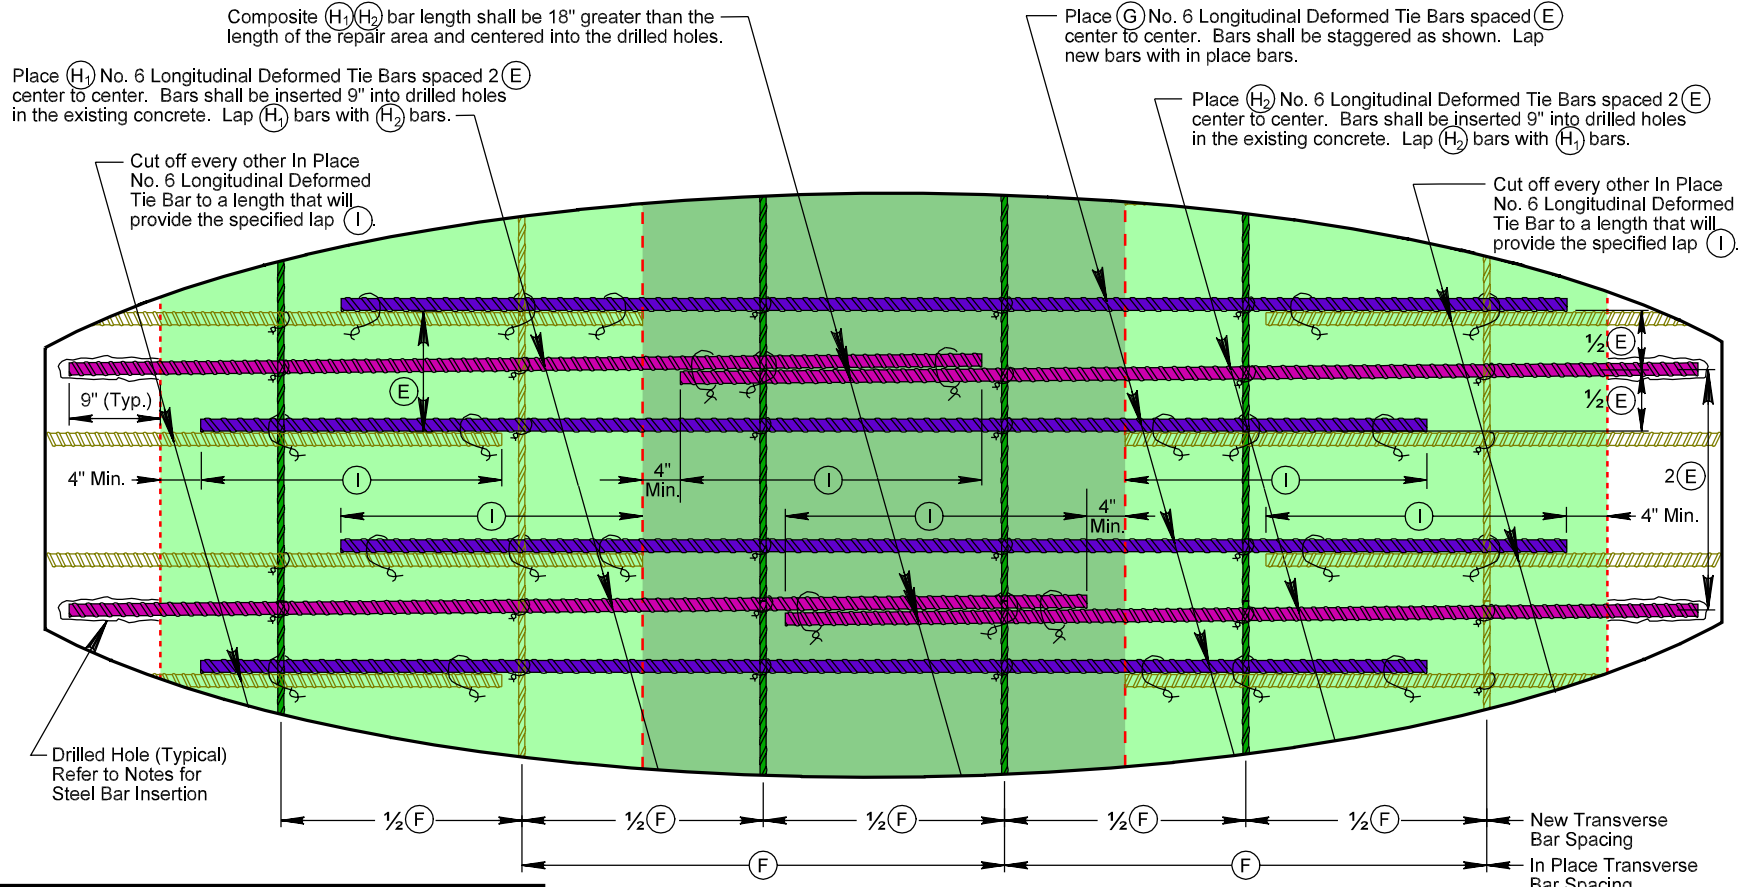 Composite H1 H2 bar length shall be 18" greater than the
length of the repair area and centered into the drilled holes.
Place G No. 6 Longitudinal Deformed Tie Bars spaced E
center to center. Bars shall be staggered as shown. Lap
new bars with in place bars.
Place H1 No. 6 Longitudinal Deformed Tie Bars spaced 2 E
center to center. Bars shall be inserted 9" into drilled holes
in the existing concrete. Lap H1 bars with H2 bars.
Place H2 No. 6 Longitudinal Deformed Tie Bars spaced 2 E
center to center. Bars shall be inserted 9" into drilled holes
in the existing concrete. Lap H2 bars with H1 bars.
Cut off every other In Place
No. 6 Longitudinal Deformed
Tie Bar to a length that will
provide the specified lap I.
Cut off every other In Place
No. 6 Longitudinal Deformed
Tie Bar to a length that will
provide the specified lap I.
½ E
E
9" (Typ.)
½ E
4" Min.
I
4"
Min.
I
I
2 E
I
I
4"
Min.
I
4" Min.
Drilled Hole (Typical)
Refer to Notes for
Steel Bar Insertion
½ F
½ F
½ F
½ F
½ F
New Transverse
Bar Spacing
F
F
In Place Transverse
Bar Spacing